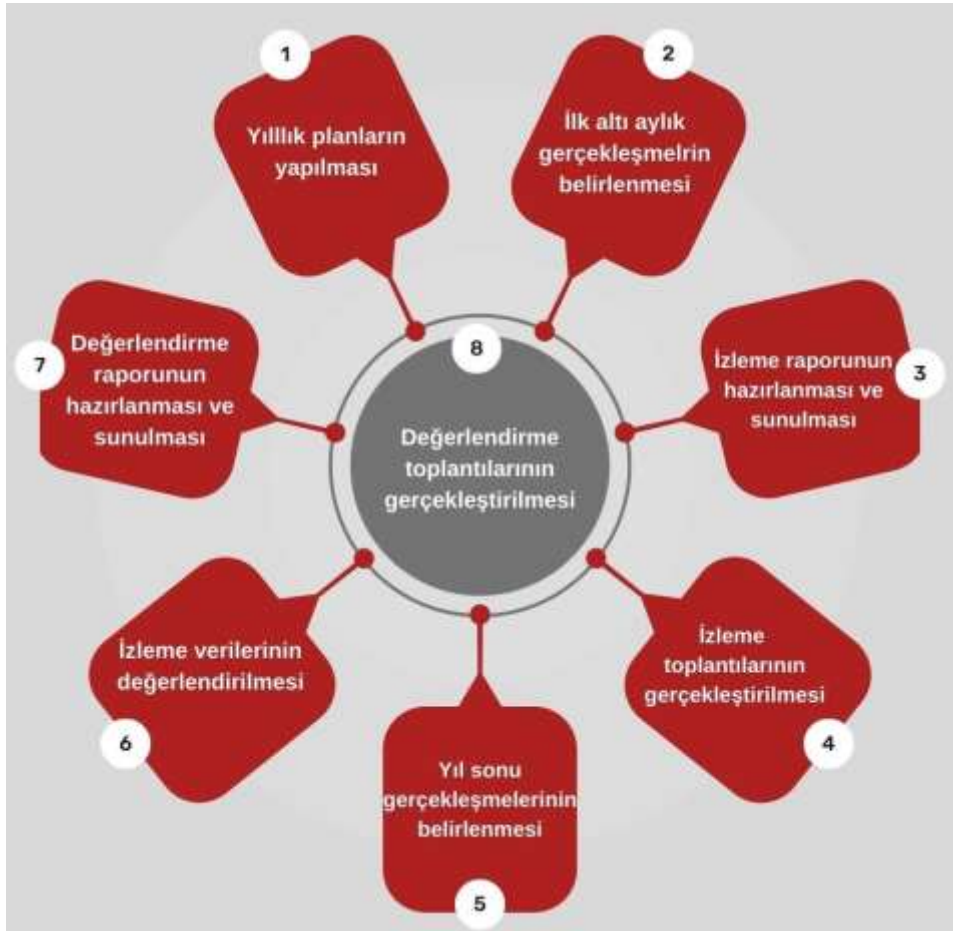 1
Yılllık planların
yapılması
2
İlk altı aylık
gerçekleşmelrin
belirlenmesi
3
İzleme raporunun
hazırlanması ve
sunulması
4
İzleme
toplantılarının
gerçekleştirilmesi
5
Yıl sonu
gerçekleşmelerinin
belirlenmesi
6
İzleme verilerinin
değerlendirilmesi
7
Değerlendirme
raporunun
hazırlanması ve
sunulması
8
Değerlendirme
toplantılarının
gerçekleştirilmesi